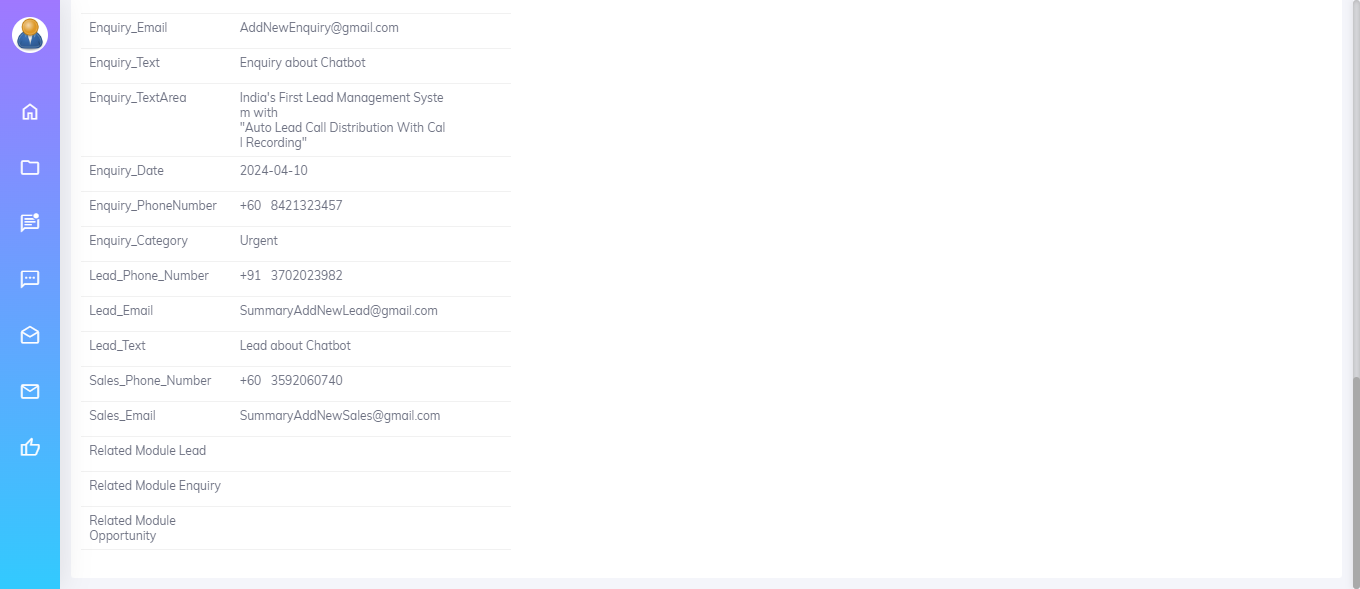 Enquiry_Email AddNewEnquiry@gmail.com
Enquiry_Text Enquiry about Chatbot
Enquiry_TextArea India's First Lead Management Syste
m with
"Auto Lead Call Distribution With Cal
l Recording"
Enquiry_Date 2024-04-10
Enquiry_PhoneNumber +60 8421323457
Enquiry_Category Urgent
Lead_Phone_Number +91 3702023982
Lead_Email SummaryAddNewLead@gmail.com
Lead_Text Lead about Chatbot
Sales_Phone_Number +60 3592060740
Sales_Email SummaryAddNewSales@gmail.com
Related Module Lead
Related Module Enquiry
Related Module
Opportunity